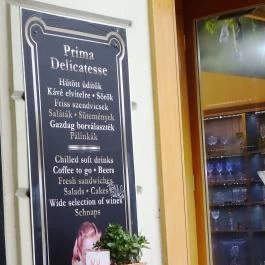 Prima
Delicatesse
Hűtött üdítők
Kávé elvitelre • Sörök
Friss szendvicsek
Saláták • Sütemények
Gazdag borválaszték
Pálinkák
Chilled soft drinks
Coffee to go • Beers
Fresh sandwiches
Salads • Cakes
Wide selection of wines
Schnaps